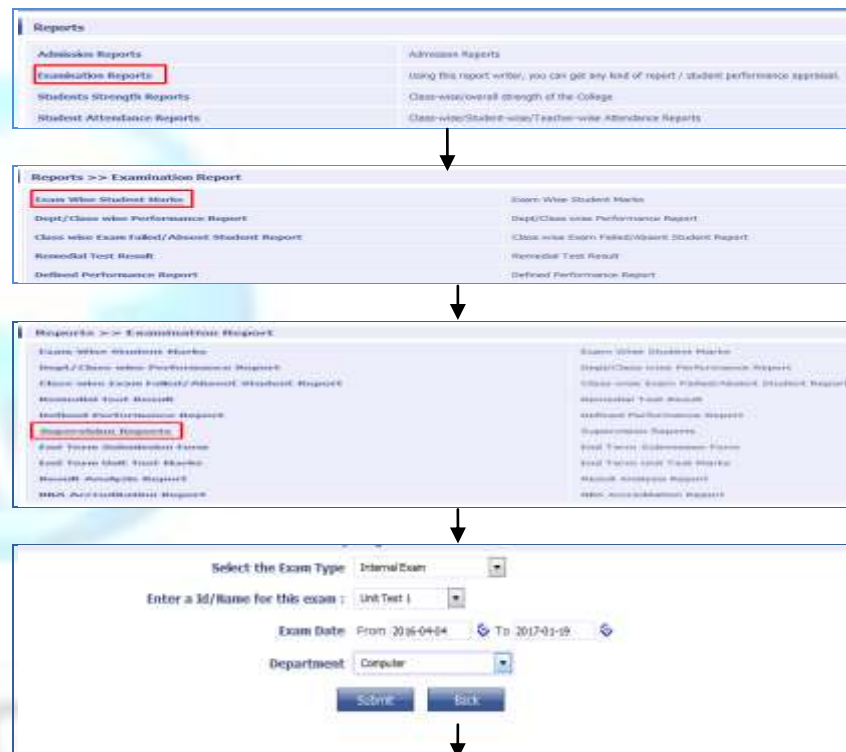 Reports
Admission Reports Admission Reports
Examination Reports Using this report writer, you can get any kind of report / student performance appraisal.
Students Strength Reports Class-wise/overall strength of the College
Student Attendance Reports Class-wise/Student-wise/Teacher-wise Attendance Reports
Reports >> Examination Report
Exam Wise Student Marks Exam Wise Student Marks
Dept/Class wise Performance Report Dept/Class wise Performance Report
Class wise Exam Failed/Absent Student Report Class wise Exam Failed/Absent Student Report
Remedial Test Result Remedial Test Result
Defined Performance Report Defined Performance Report
Reports >> Examination Report
Exam Wise Student Marks Exam Wise Student Marks
Dept/Class wise Performance Report Dept/Class wise Performance Report
Class wise Exam Failed/Absent Student Report Class wise Exam Failed/Absent Student Report
Remedial Test Result Remedial Test Result
Defined Performance Report Defined Performance Report
Supervision Reports Supervision Reports
End Term Submission Form End Term Submission Form
End Term Unit Test Marks End Term Unit Test Marks
Result Analysis Report Result Analysis Report
NBA Accreditation Report NBA Accreditation Report
Select the Exam Type Internal Exam
Enter a Id/Name for this exam : Unit Test 1
Exam Date From 2016-04-04 To 2017-01-19
Department Computer
Submit Back